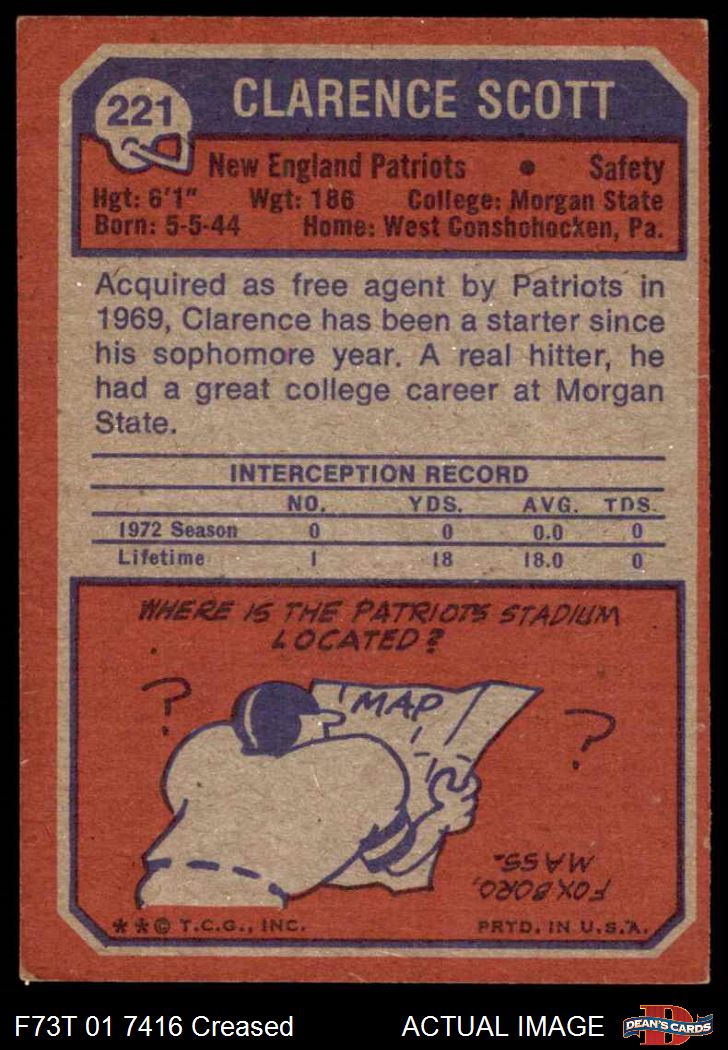 221
CLARENCE SCOTT
New England Patriots • Safety
Hgt: 6'1" Wgt: 186 College: Morgan State
Born: 5-5-44 Home: West Conshohocken, Pa.
Acquired as free agent by Patriots in
1969, Clarence has been a starter since
his sophomore year. A real hitter, he
had a great college career at Morgan
State.
INTERCEPTION RECORD
NO. YDS. AVG. TDS.
1972 Season 0 0 0.0 0
Lifetime 1 18 18.0 0
WHERE IS THE PATRIOTS STADIUM
LOCATED?
? ?
MAP
FOXBORO,
MASS.
* * © T.C.G., INC. PRTD. IN U.S.A.
F73T 01 7416 Creased ACTUAL IMAGE
D
DEAN'S CARDS